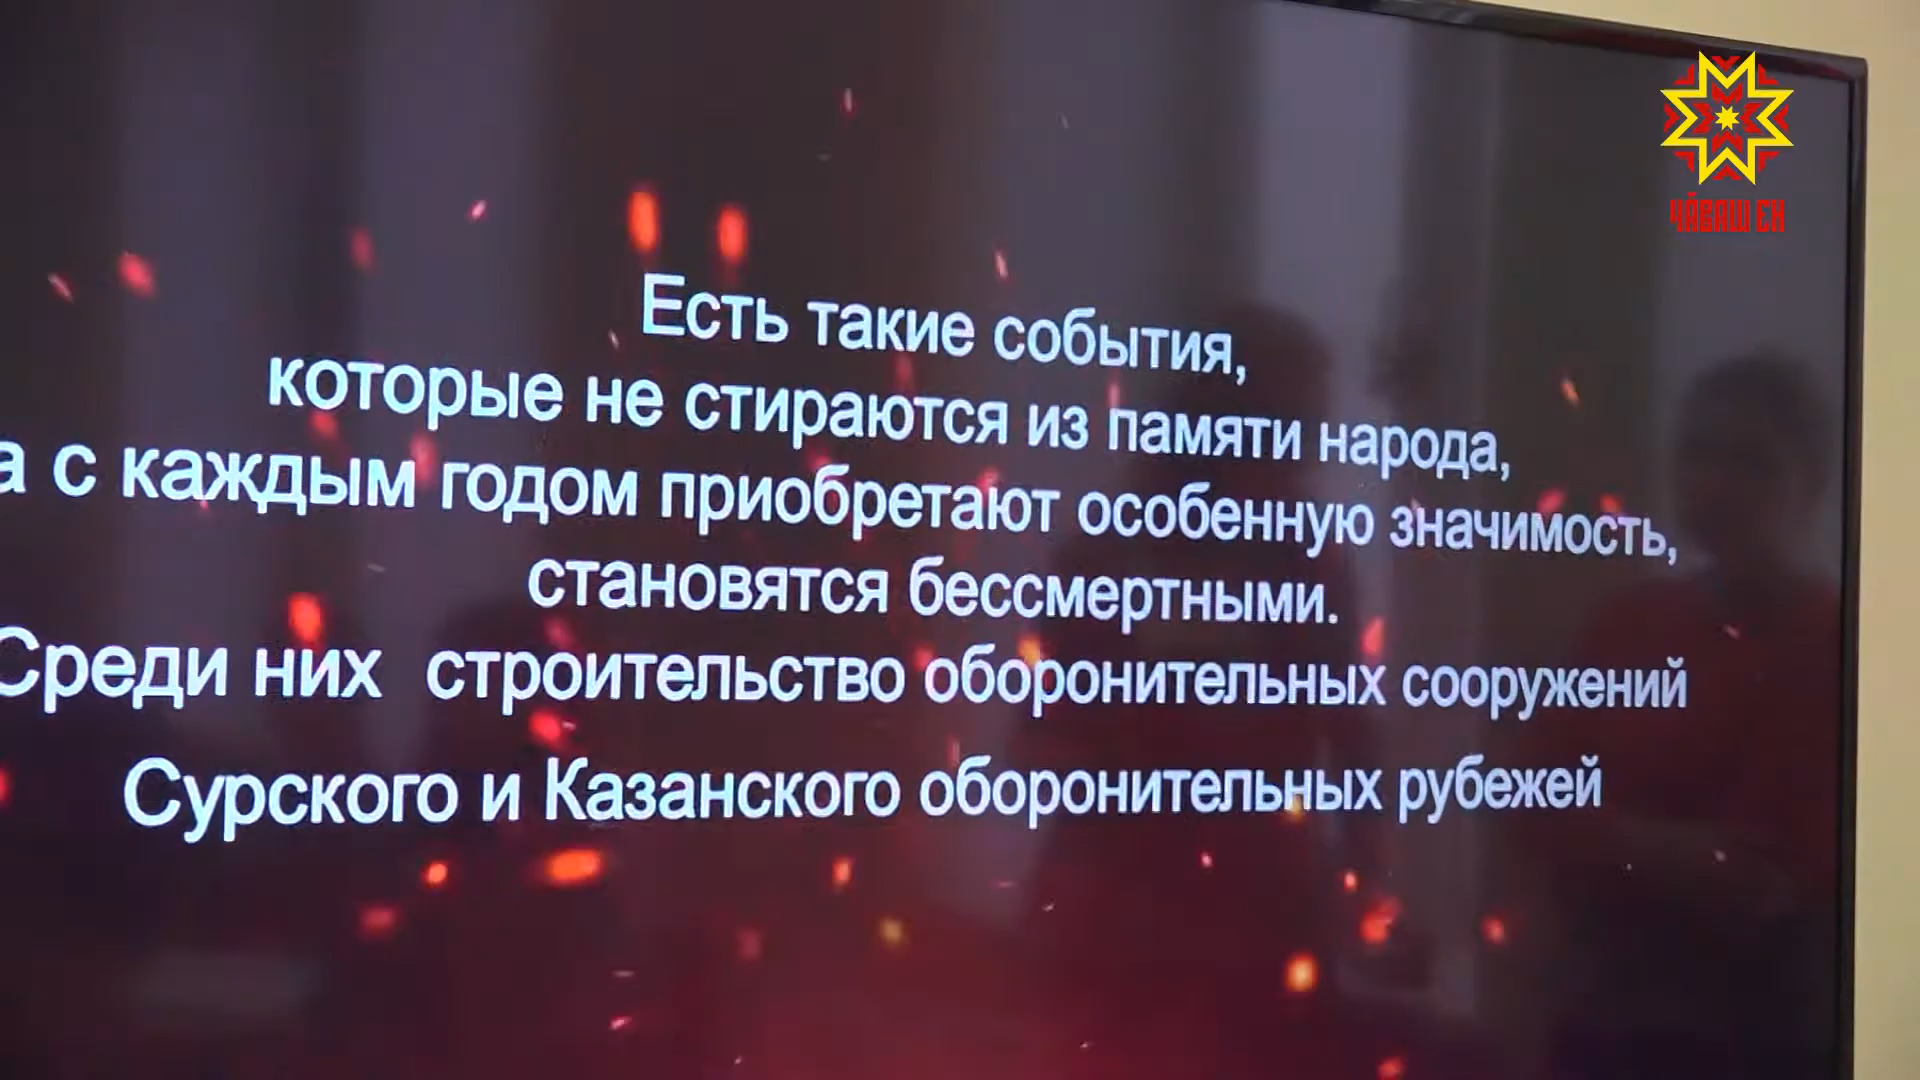 ЧӐВАШ ЕН
Есть такие события,
которые не стираются из памяти народа,
а с каждым годом приобретают особенную значимость,
становятся бессмертными.
Среди них строительство оборонительных сооружений
Сурского и Казанского оборонительных рубежей